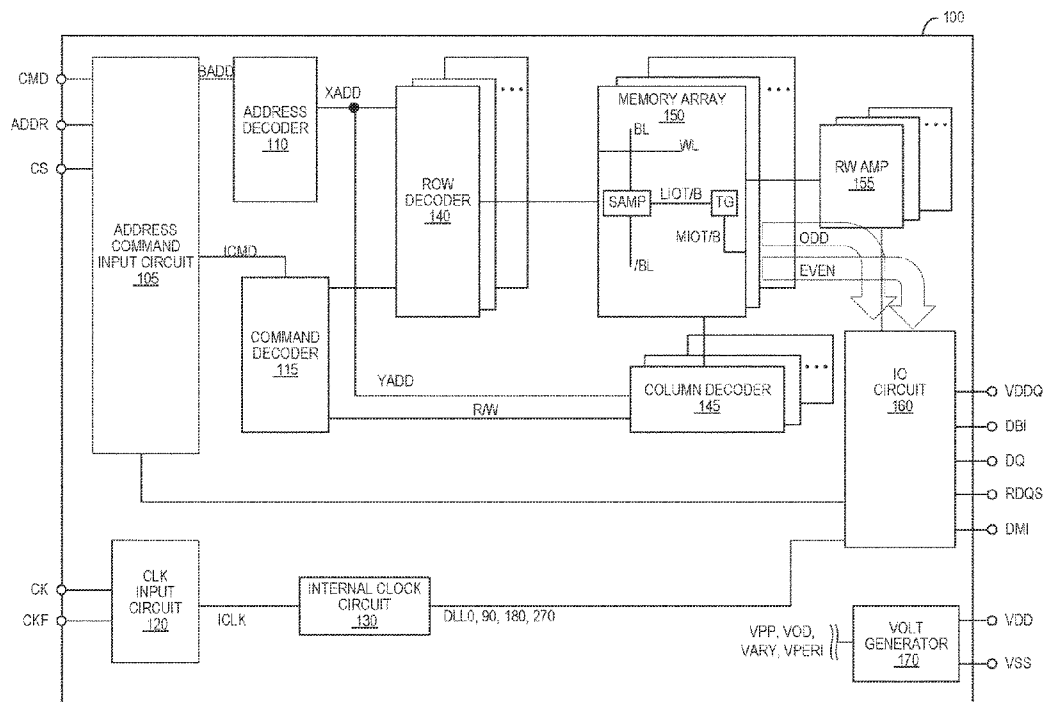 100
CMD
ADDR
CS
ADDRESS
COMMAND
INPUT CIRCUIT
105
BADD
ADDRESS
DECODER
110
XADD
ICMD
COMMAND
DECODER
115
ROW
DECODER
140
...
MEMORY ARRAY
150
BL
WL
SAMP
LIOT/B
TG
MIOT/B
/BL
...
RW AMP
155
...
ODD
EVEN
YADD
R/W
COLUMN DECODER
145
...
IO
CIRCUIT
160
VDDQ
DBI
DQ
RDQS
DMI
CK
CKF
CLK
INPUT
CIRCUIT
120
ICLK
INTERNAL CLOCK
CIRCUIT
130
DLL0, 90, 180, 270
VPP, VOD,
VARY, VPERI
VOLT
GENERATOR
170
VDD
VSS